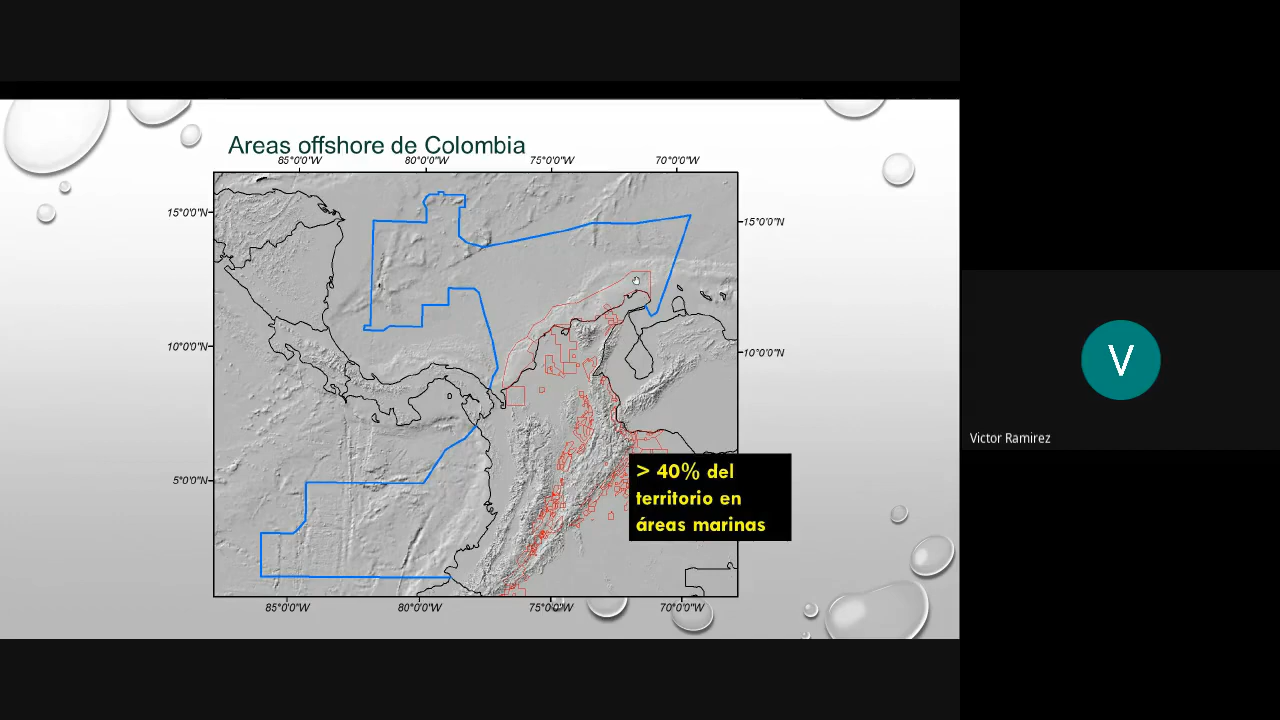 Areas offshore de Colombia
85°0'0"W 80°0'0"W 75°0'0"W 70°0'0"W
15°0'0"N 15°0'0"N
10°0'0"N 10°0'0"N
5°0'0"N
> 40% del
territorio en
áreas marinas
85°0'0"W 80°0'0"W 75°0'0"W 70°0'0"W
V
Victor Ramirez